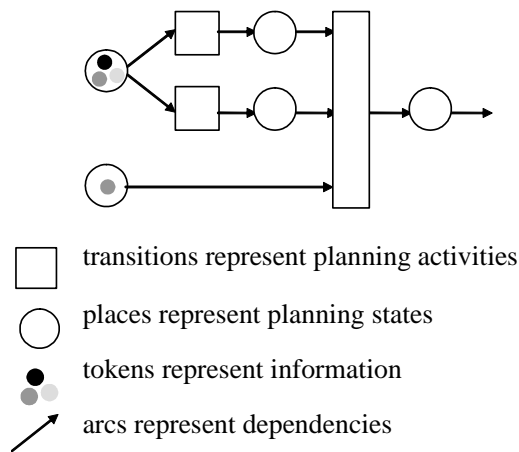 transitions represent planning activities
places represent planning states
tokens represent information
arcs represent dependencies